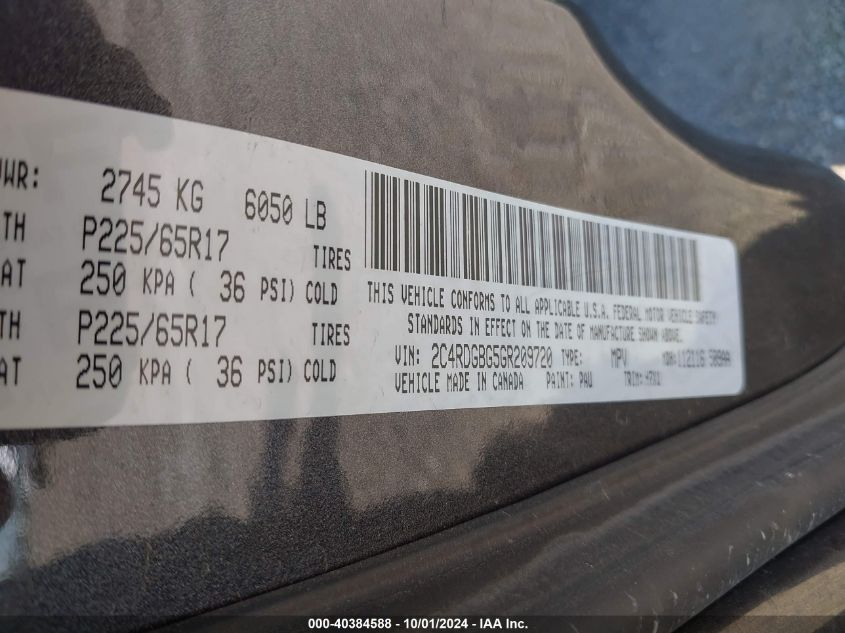 UWR: 2745 KG 6050 LB
TH P225/65R17 TIRES
AT 250 KPA ( 36 PSI) COLD
TH P225/65R17 TIRES
AT 250 KPA ( 36 PSI) COLD
THIS VEHICLE CONFORMS TO ALL APPLICABLE U.S.A. FEDERAL MOTOR VEHICLE SAFETY
STANDARDS IN EFFECT ON THE DATE OF MANUFACTURE SHOWN ABOVE.
VIN: 2C4RDGBG5GR209720 TYPE: MPV MDH:
VEHICLE MADE IN CANADA PAINT: PAU TRIM:
000-40384588 - 10/01/2024 - IAA Inc.